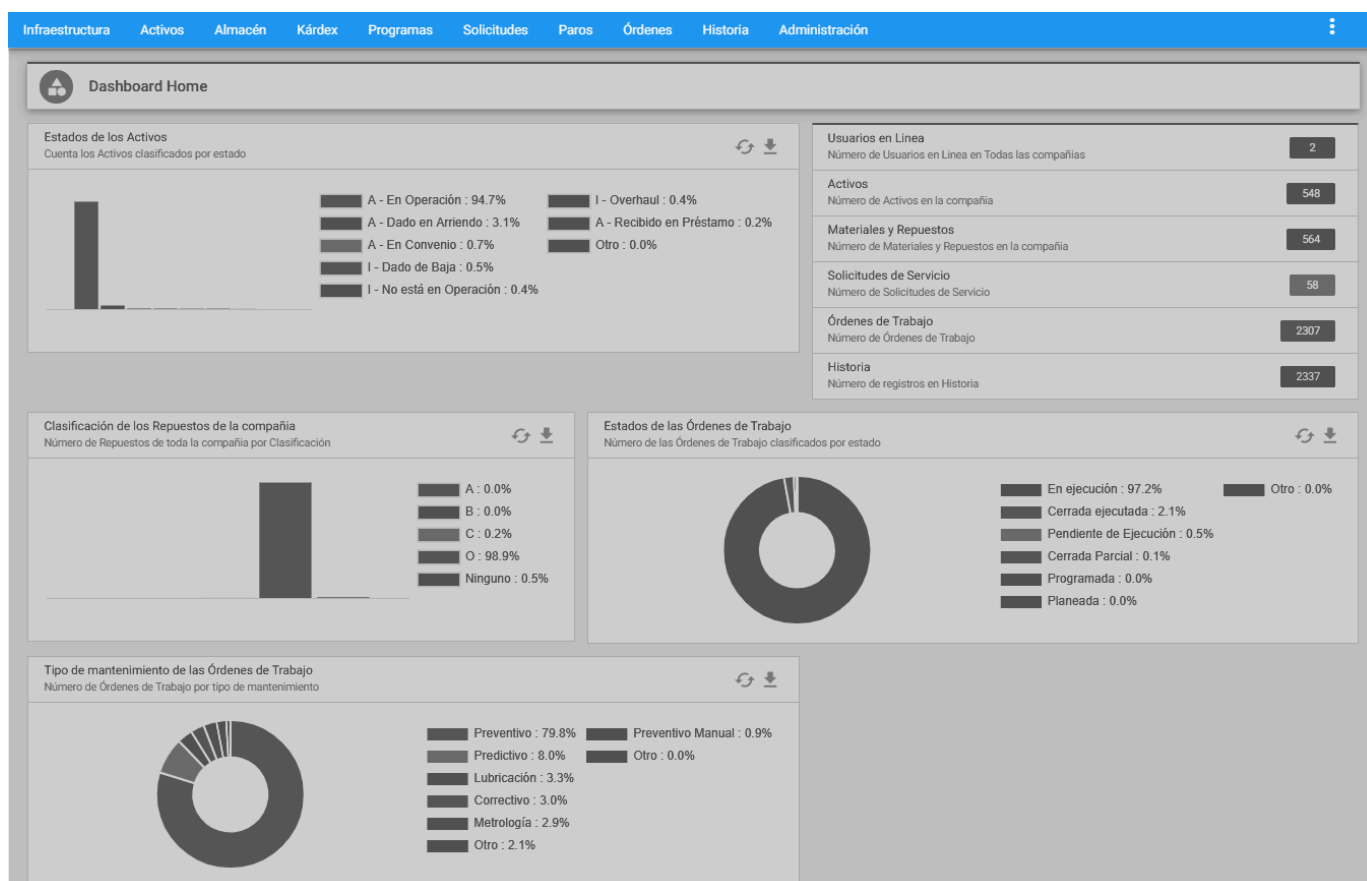 Infraestructura Activos Almacén Kárdex Programas Solicitudes Paros Órdenes Historia Administración
Dashboard Home
Estados de los Activos
Cuenta los Activos clasificados por estado
A - En Operación : 94.7%
A - Dado en Arriendo : 3.1%
A - En Convenio : 0.7%
I - Dado de Baja : 0.5%
I - No está en Operación : 0.4%
I - Overhaul : 0.4%
A - Recibido en Préstamo : 0.2%
Otro : 0.0%
Usuarios en Linea
Número de Usuarios en Linea en Todas las compañias
2
Activos
Número de Activos en la compañia
548
Materiales y Repuestos
Número de Materiales y Repuestos en la compañia
564
Solicitudes de Servicio
Número de Solicitudes de Servicio
58
Órdenes de Trabajo
Número de Órdenes de Trabajo
2307
Historia
Número de registros en Historia
2337
Clasificación de los Repuestos de la compañia
Número de Repuestos de toda la compañia por Clasificación
A : 0.0%
B : 0.0%
C : 0.2%
O : 98.9%
Ninguno : 0.5%
Estados de las Órdenes de Trabajo
Número de las Órdenes de Trabajo clasificados por estado
En ejecución : 97.2%
Cerrada ejecutada : 2.1%
Pendiente de Ejecución : 0.5%
Cerrada Parcial : 0.1%
Programada : 0.0%
Planeada : 0.0%
Otro : 0.0%
Tipo de mantenimiento de las Órdenes de Trabajo
Número de Órdenes de Trabajo por tipo de mantenimiento
Preventivo : 79.8%
Predictivo : 8.0%
Lubricación : 3.3%
Correctivo : 3.0%
Metrología : 2.9%
Otro : 2.1%
Preventivo Manual : 0.9%
Otro : 0.0%